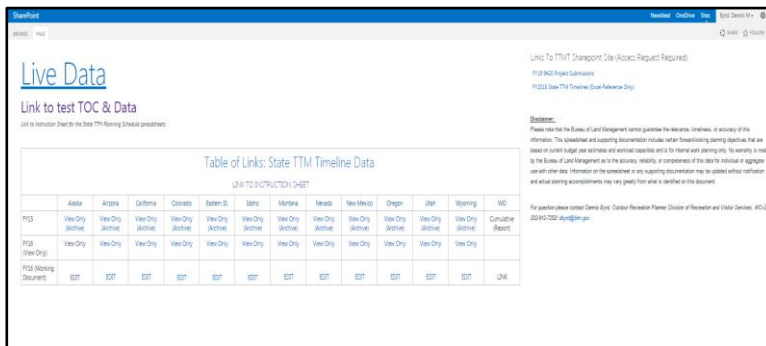 SharePoint
Newsfeed OneDrive Sites Byrd, Dennis M
BROWSE PAGE
SHARE FOLLOW
Live Data
Link to test TOC & Data
Link to Instruction Sheet for the State TTM Planning Schedule spreadsheets
Table of Links: State TTM Timeline Data
LINK TO INSTRUCTION SHEET
Alaska Arizona California Colorado Eastern St. Idaho Montana Nevada New Mexico Oregon Utah Wyoming WO
FY15 View Only View Only View Only View Only View Only View Only View Only View Only View Only View Only View Only View Only Cumulative
(Archive) (Archive) (Archive) (Archive) (Archive) (Archive) (Archive) (Archive) (Archive) (Archive) (Archive) (Archive) (Report)
FY16 View Only View Only View Only View Only View Only View Only View Only View Only View Only View Only View Only View Only
(View Only)
FY16 (Working
Document) EDIT EDIT EDIT EDIT EDIT EDIT EDIT EDIT EDIT EDIT EDIT EDIT LINK
Links To TTMT Sharepoint Site (Access Request Required)
Project Submissions
State TTM Timelines (Excel-Reference Only)
Disclaimer:
Please note that the Bureau of Land Management cannot guarantee the relevance, timeliness, or accuracy of this
information. This spreadsheet and supporting documentation includes certain forward-looking planning objectives that are
based on current budget year estimates and workload capacities and is for internal work planning only. No warranty is mad
by the Bureau of Land Management as to the accuracy, reliability, or completeness of this data for individual or aggregate
use with other data. Information on the spreadsheet or any supporting documentation may be updated without notification
and actual planning accomplishments may vary greatly from what is identified on this document.
For question please contact Dennis Byrd, Outdoor Recreation Planner, Division of Recreation and Visitor Services,